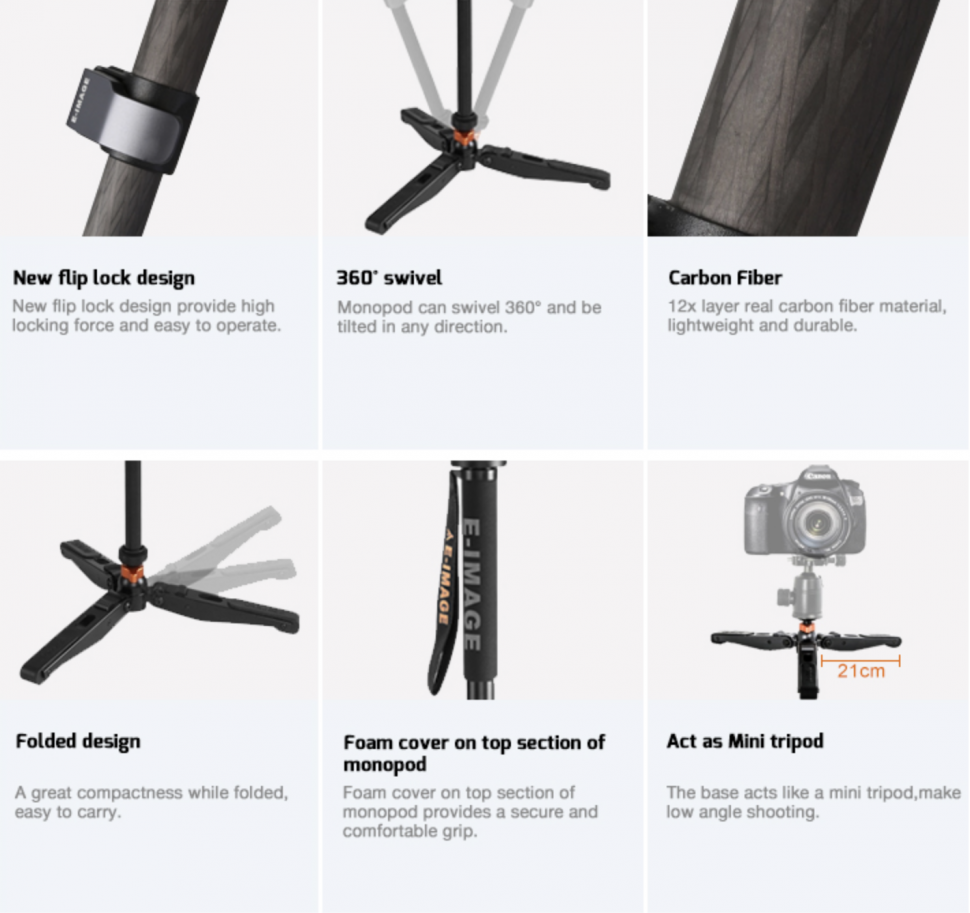 E-IMAGE
New flip lock design
New flip lock design provide high
locking force and easy to operate.
360° swivel
Monopod can swivel 360° and be
tilted in any direction.
Carbon Fiber
12x layer real carbon fiber material,
lightweight and durable.
Folded design
A great compactness while folded,
easy to carry.
E-IMAGE
E-IMAGE
Foam cover on top section of
monopod
Foam cover on top section of
monopod provides a secure and
comfortable grip.
Canon
21cm
Act as Mini tripod
The base acts like a mini tripod,make
low angle shooting.